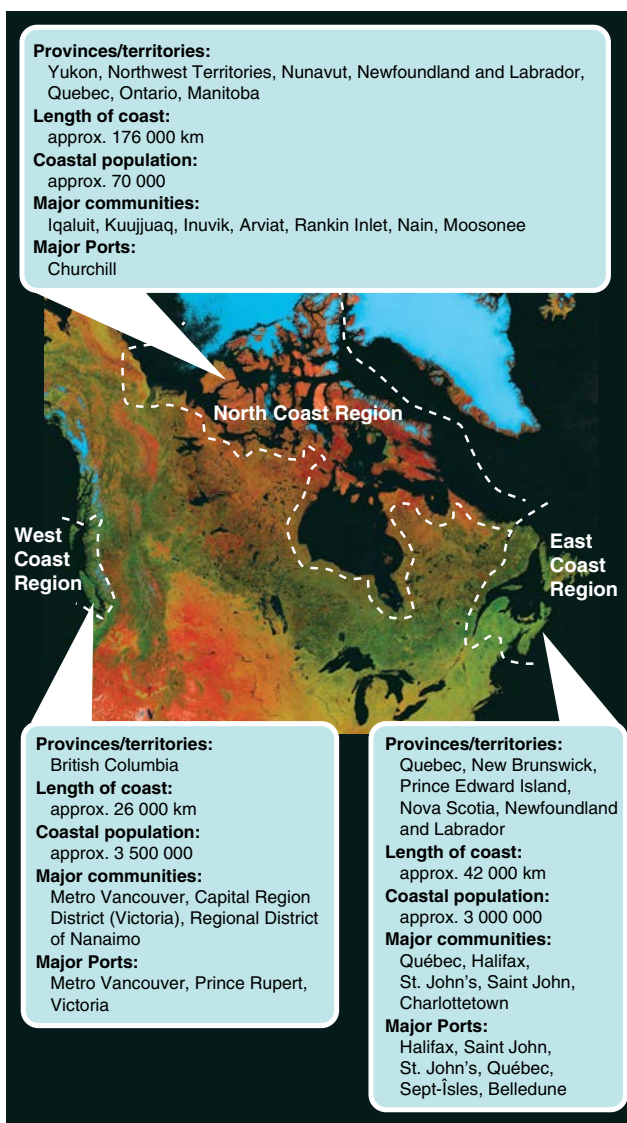 Provinces/territories:
Yukon, Northwest Territories, Nunavut, Newfoundland and Labrador,
Quebec, Ontario, Manitoba
Length of coast:
approx. 176 000 km
Coastal population:
approx. 70 000
Major communities:
Iqaluit, Kuujjuaq, Inuvik, Arviat, Rankin Inlet, Nain, Moosonee
Major Ports:
Churchill
North Coast Region
West
Coast
Region
East
Coast
Region
Provinces/territories:
British Columbia
Length of coast:
approx. 26 000 km
Coastal population:
approx. 3 500 000
Major communities:
Metro Vancouver, Capital Region
District (Victoria), Regional District
of Nanaimo
Major Ports:
Metro Vancouver, Prince Rupert,
Victoria
Provinces/territories:
Quebec, New Brunswick,
Prince Edward Island,
Nova Scotia, Newfoundland
and Labrador
Length of coast:
approx. 42 000 km
Coastal population:
approx. 3 000 000
Major communities:
Québec, Halifax,
St. John's, Saint John,
Charlottetown
Major Ports:
Halifax, Saint John,
St. John's, Québec,
Sept-Îsles, Belledune